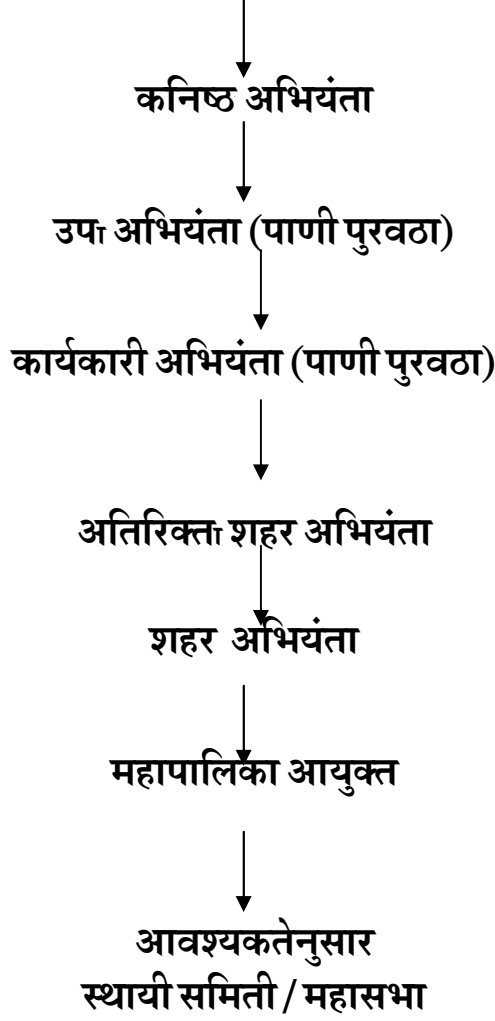 कनिष्ठ अभियंता
उप अभियंता (पाणी पुरवठा)
कार्यकारी अभियंता (पाणी पुरवठा)
अतिरिक्त शहर अभियंता
शहर अभियंता
महापालिका आयुक्त
आवश्यकतेनुसार
स्थायी समिती / महासभा